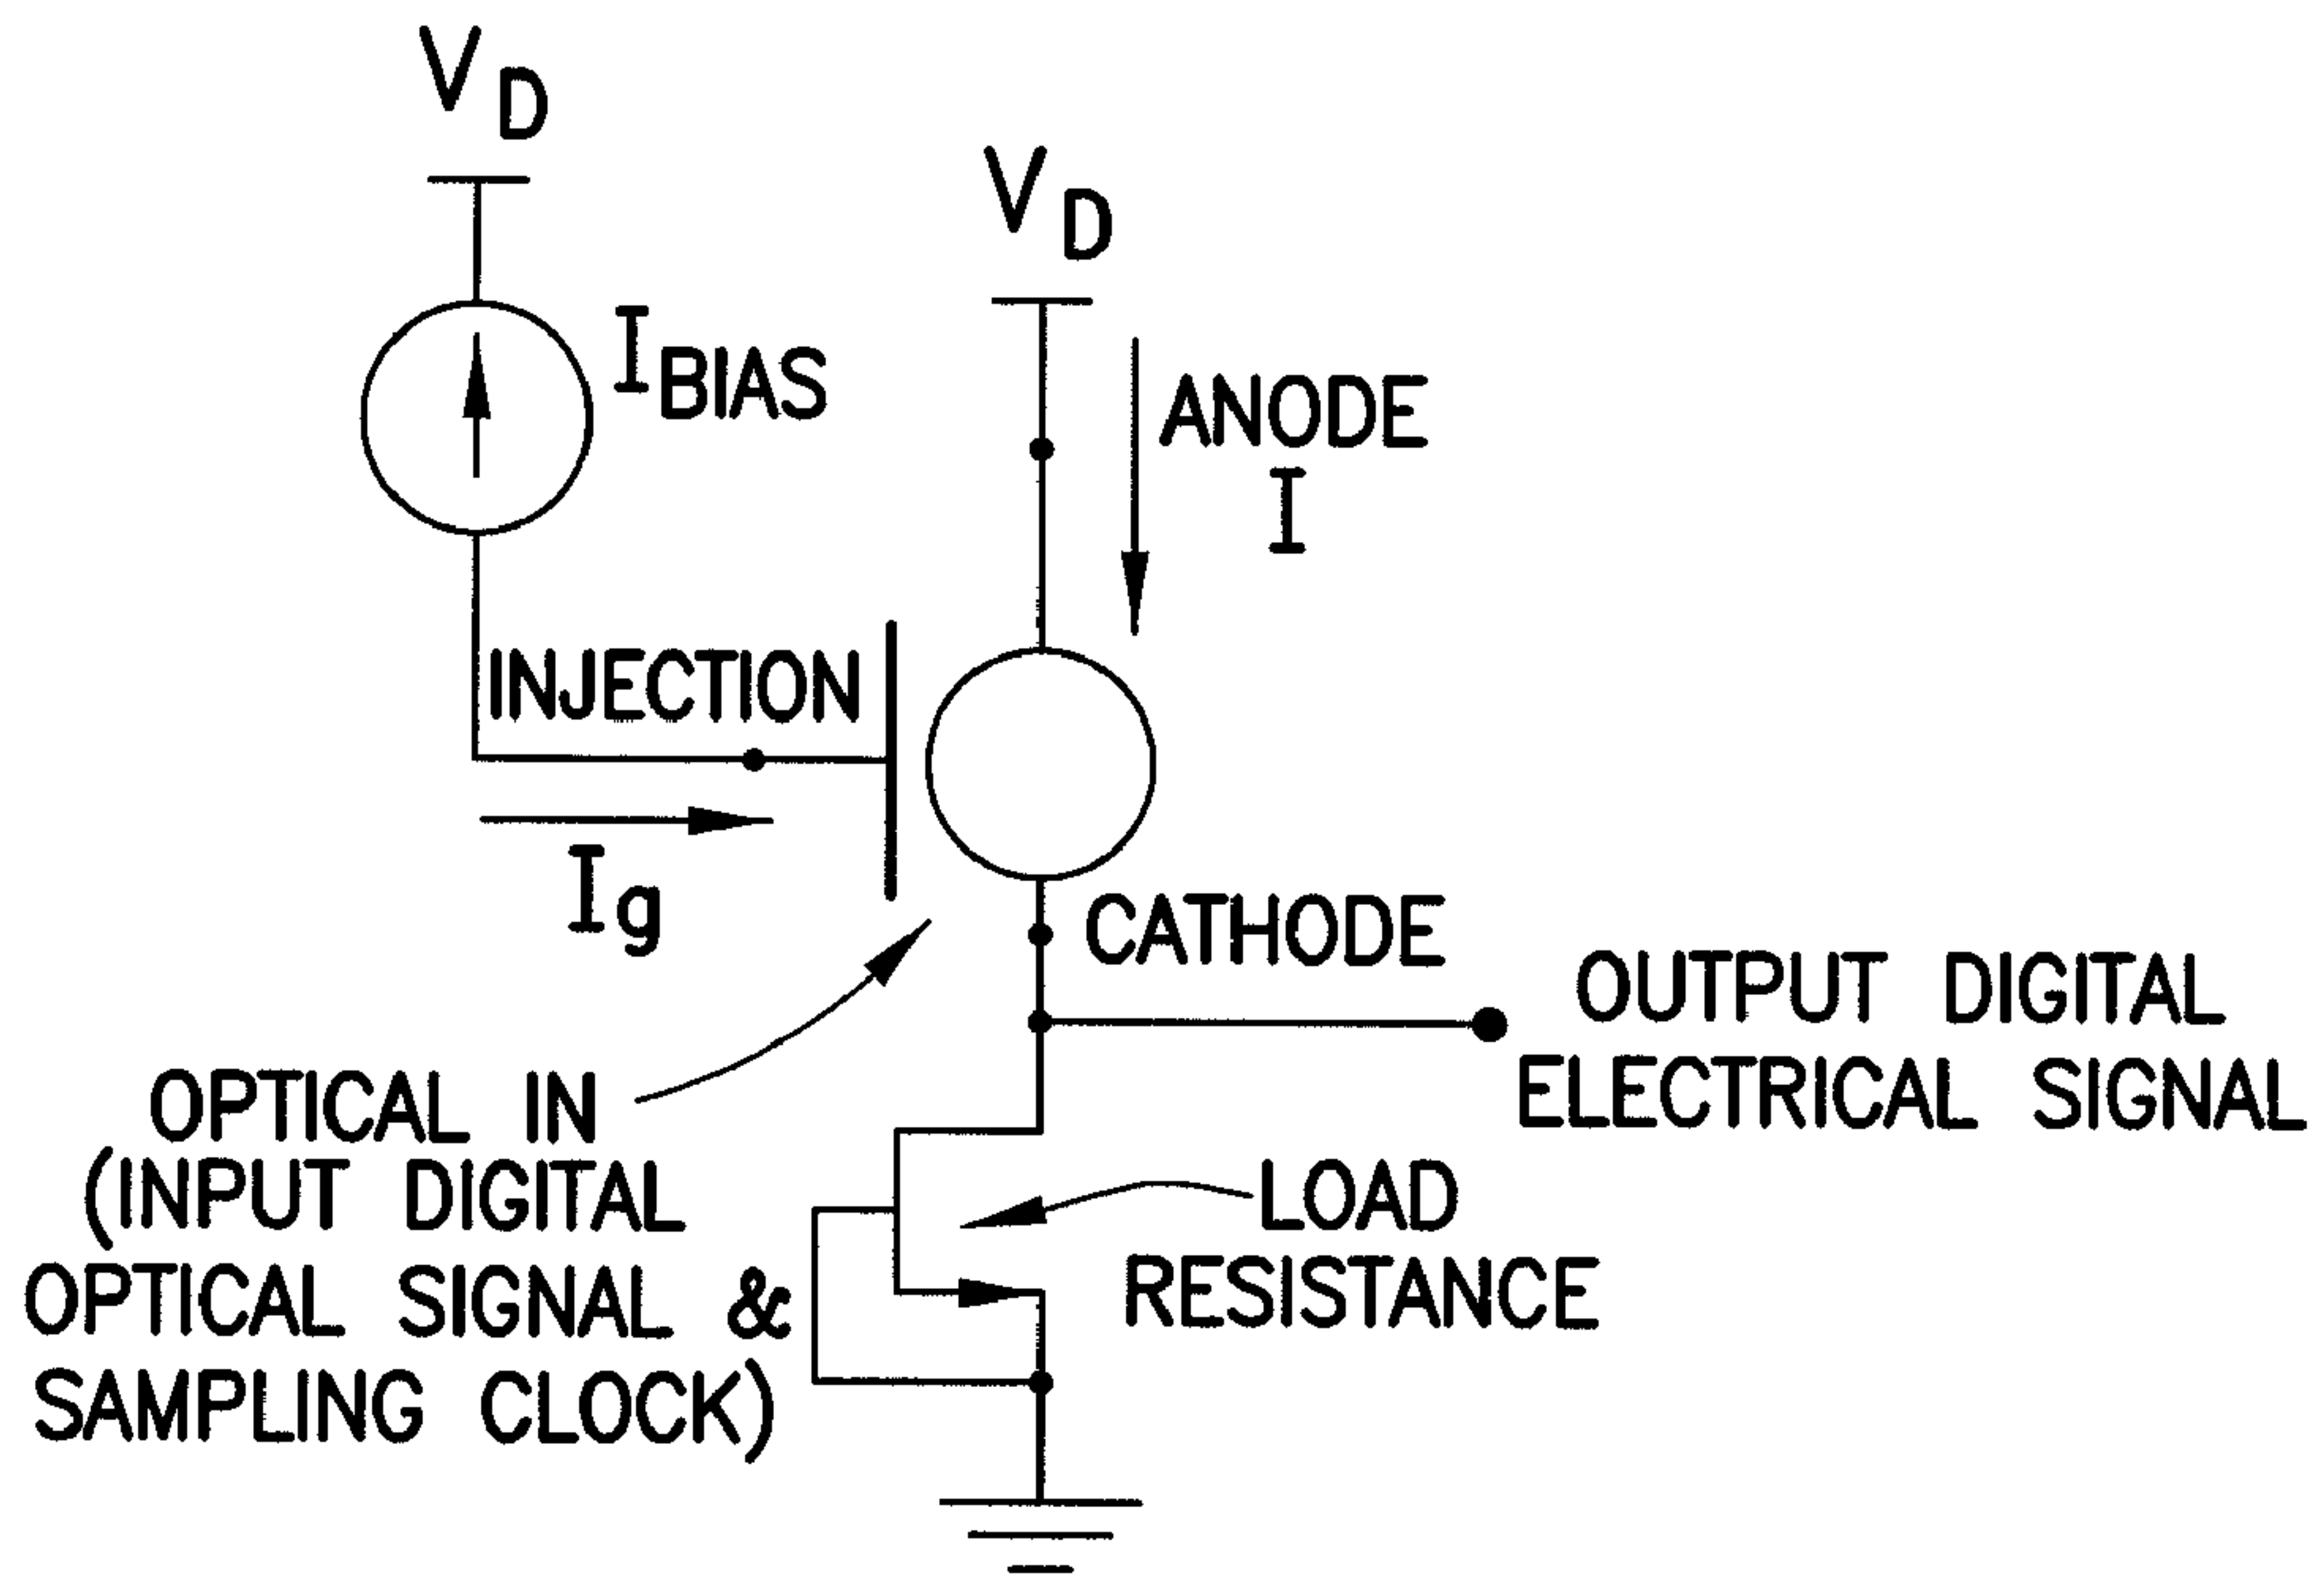 VD
VD
IBIAS
ANODE
I
INJECTION
Ig
CATHODE
OUTPUT DIGITAL
ELECTRICAL SIGNAL
OPTICAL IN
(INPUT DIGITAL
OPTICAL SIGNAL &
SAMPLING CLOCK)
LOAD
RESISTANCE